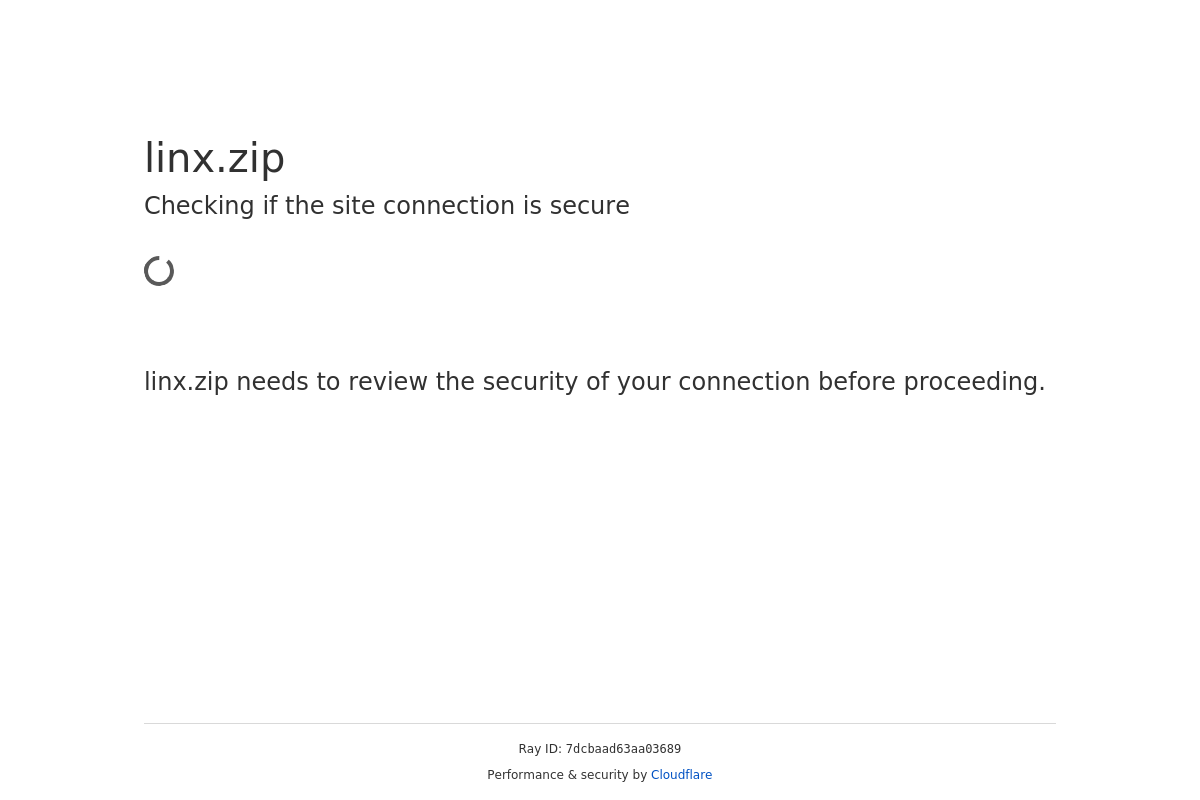 linx.zip
Checking if the site connection is secure
linx.zip needs to review the security of your connection before proceeding.
Ray ID: 7dcbaad63aa03689
Performance & security by Cloudflare